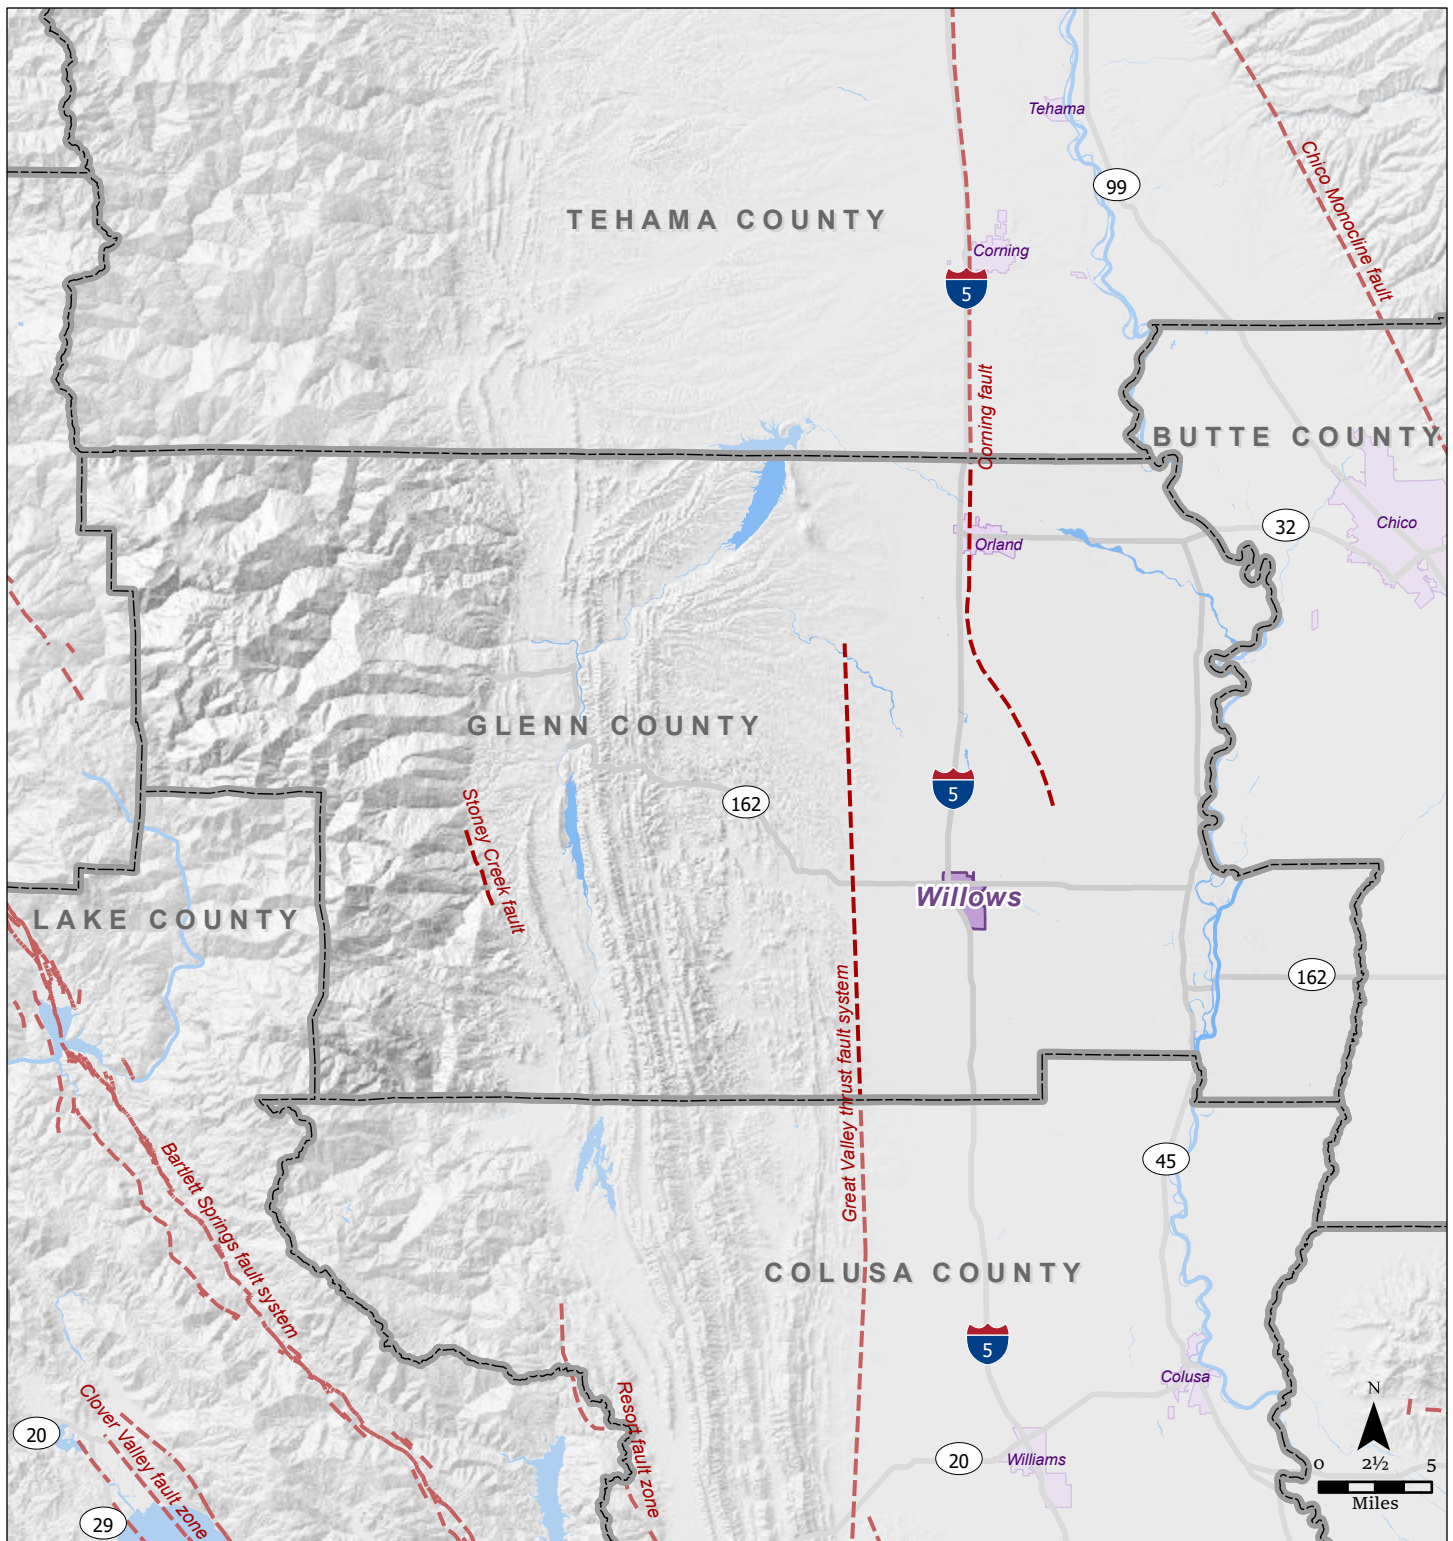 Tehama
99
Chico Monocline fault
TEHAMA COUNTY
Corning
5
Corning fault
BUTTE COUNTY
32
Chico
Orland
GLENN COUNTY
5
162
Stoney Creek fault
Willows
LAKE COUNTY
162
Great Valley thrust fault system
45
Bartlett Springs fault system
COLUSA COUNTY
5
Colusa
Clover Valley fault zone
Resort fault zone
N
20
20
Williams
0 2½ 5
Miles
29